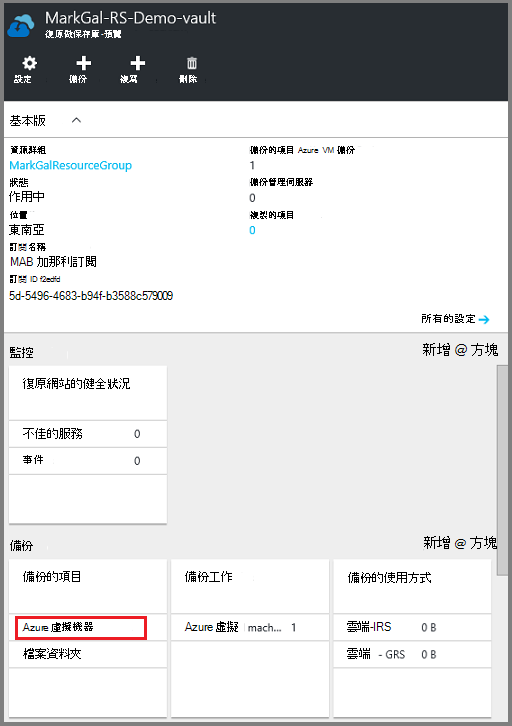 MarkGal-RS-Demo-vault
復原做保存庫-預覽
設定 備份 複寫 刪除
基本版
資源群組
MarkGalResourceGroup
狀態
作用中
位置
東南亞
訂閱名稱
MAB 加那利訂閱
訂閱 ID f2edfd
5d-5496-4683-b94f-b3588c579009
備份的項目 Azure VM 備份
1
備份管理伺服器
0
複製的項目
0
所有的設定
監控
新增 @ 方塊
復原網站的健全狀況
不佳的服務 0
事件 0
備份
新增 @ 方塊
備份的項目
Azure 虛擬機器
檔案資料夾
備份工作
Azure 虛擬 mach... 1
備份的使用方式
雲端-IRS 0 B
雲端 - GRS 0 B